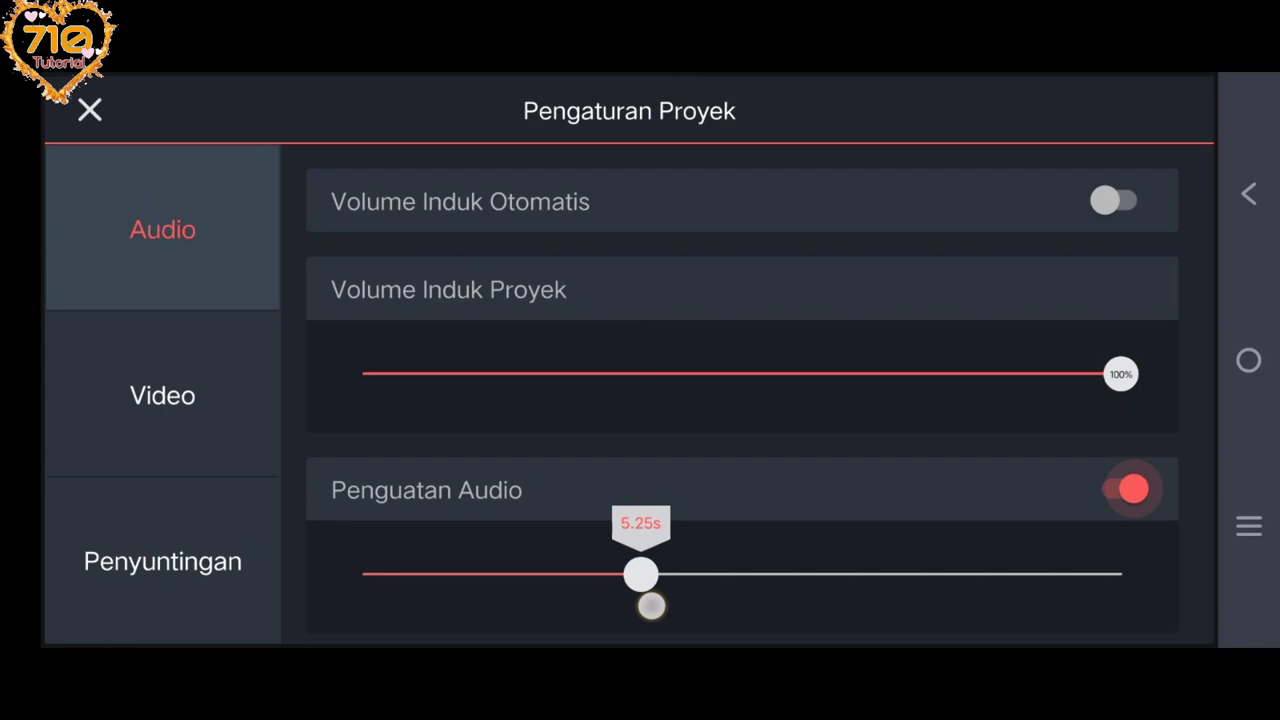 710
Tutorial
Pengaturan Proyek
Audio
Volume Induk Otomatis
Volume Induk Proyek
100%
Video
Penguatan Audio
5.25s
Penyuntingan